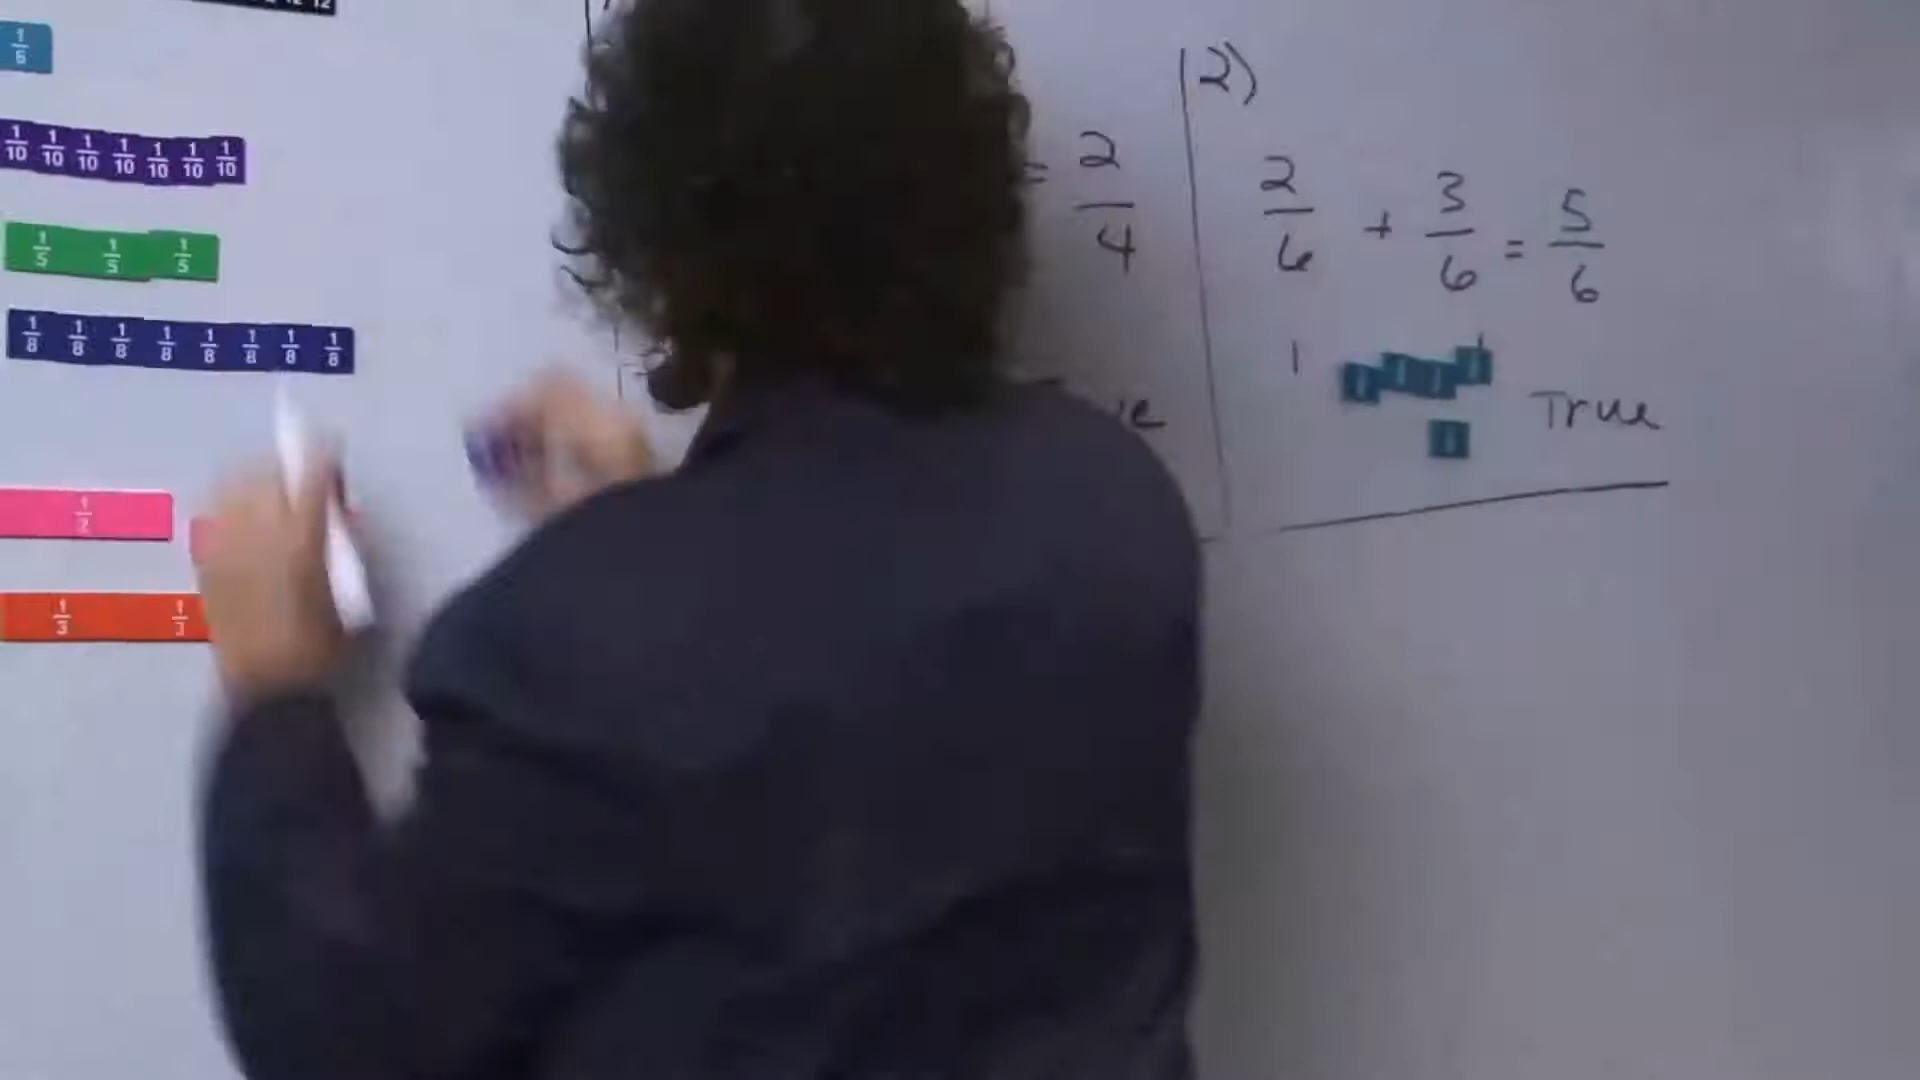 12 12
1/6
1/10 1/10 1/10 1/10 1/10 1/10 1/10
1/5 1/5 1/5
1/8 1/8 1/8 1/8 1/8 1/8 1/8 1/8
1/2
1/3 1/3
= 2/4
2)
2/6 + 3/6 = 5/6
True